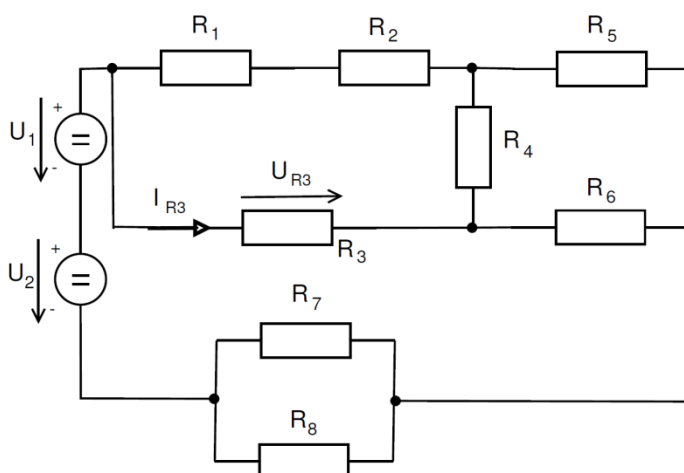 R1
R2
R5
+
U1
=
-
R4
UR3
IR3
R6
R3
+
U2
=
-
R7
R8